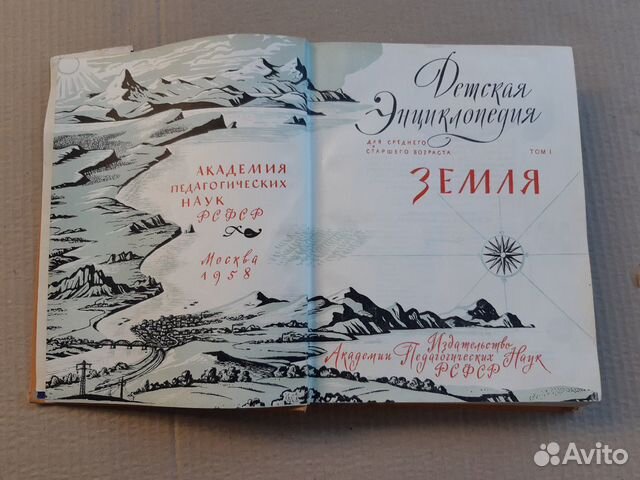 АКАДЕМИЯ
ПЕДАГОГИЧЕСКИХ
НАУК
РСФСР
Москва
1958
Детская
Энциклопедия
ДЛЯ СРЕДНЕГО
И
СТАРШЕГО ВОЗРАСТА
ТОМ I
ЗЕМЛЯ
Издательство
Академии Педагогических Наук
РСФСР
Avito